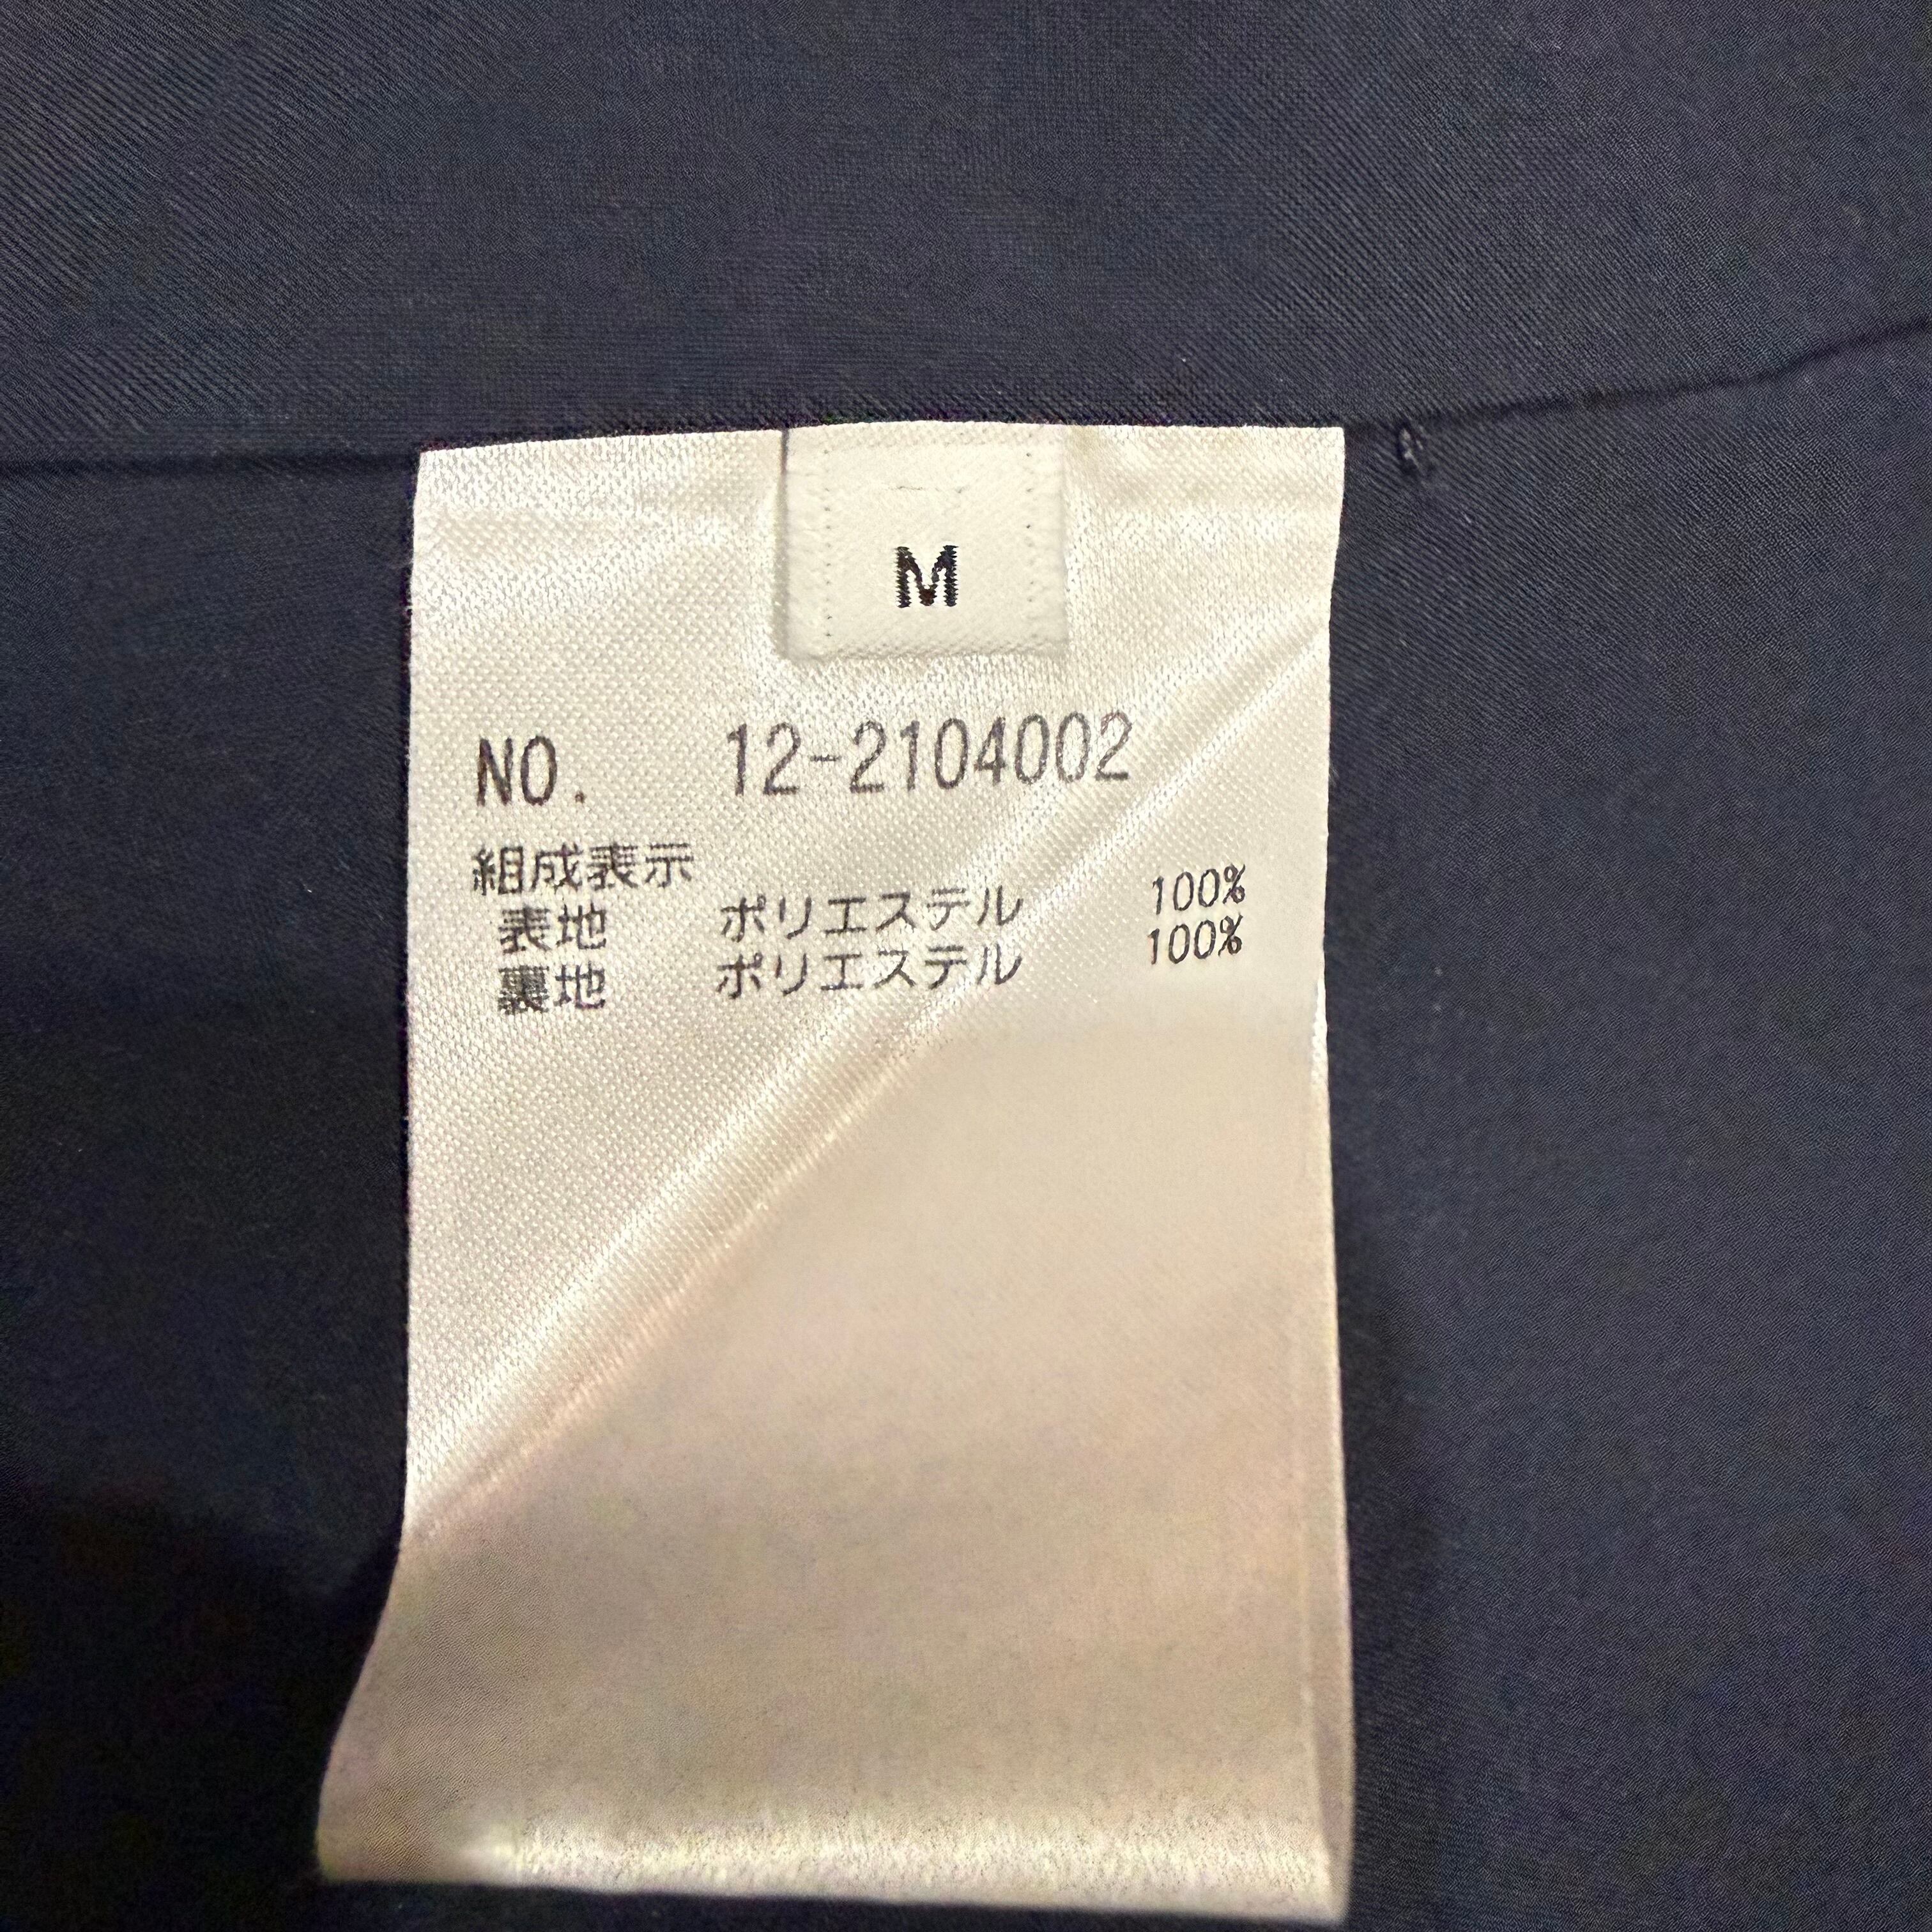 M
NO. 12-2104002
組成表示
表地 ポリエステル 100%
裏地 ポリエステル 100%